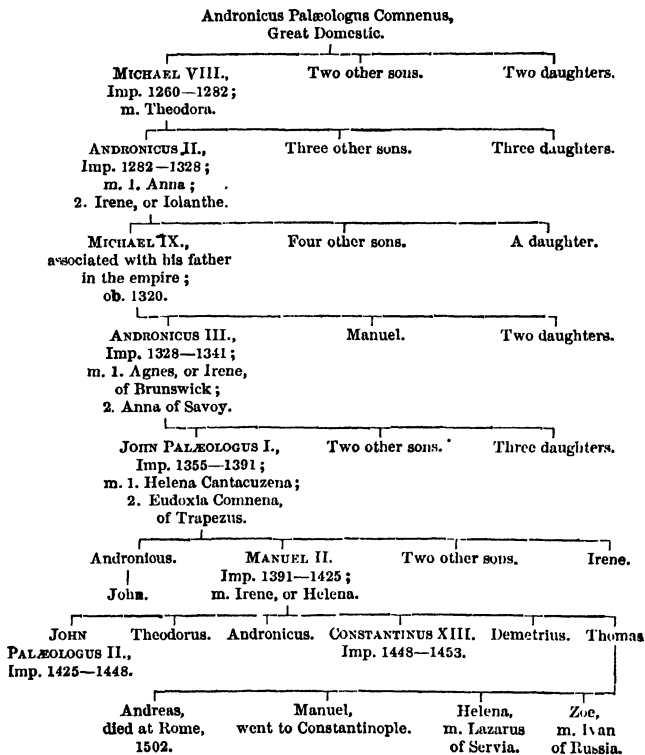 Andronicus Palæologus Comnenus,
Great Domestic.
MICHAEL VIII.,
Imp. 1260—1282;
m. Theodora.
Two other sons.
Two daughters.
ANDRONICUS II.,
Imp. 1282—1328;
m. 1. Anna;
2. Irene, or Iolanthe.
Three other sons.
Three daughters.
MICHAEL IX.,
associated with his father
in the empire;
ob. 1320.
Four other sons.
A daughter.
ANDRONICUS III.,
Imp. 1328—1341;
m. 1. Agnes, or Irene,
of Brunswick;
2. Anna of Savoy.
Manuel.
Two daughters.
JOHN PALÆOLOGUS I.,
Imp. 1355—1391;
m. 1. Helena Cantacuzena;
2. Eudoxia Comnena,
of Trapezus.
Two other sons.
Three daughters.
Andronious.
John.
MANUEL II.
Imp. 1391—1425;
m. Irene, or Helena.
Two other sons.
Irene.
JOHN
PALÆOLOGUS II.,
Imp. 1425—1448.
Theodorus.
Andronicus.
CONSTANTINUS XIII.
Imp. 1448—1453.
Demetrius.
Thomas
Andreas,
died at Rome,
1502.
Manuel,
went to Constantinople.
Helena,
m. Lazarus
of Servia.
Zoe,
m. Ivan
of Russia.